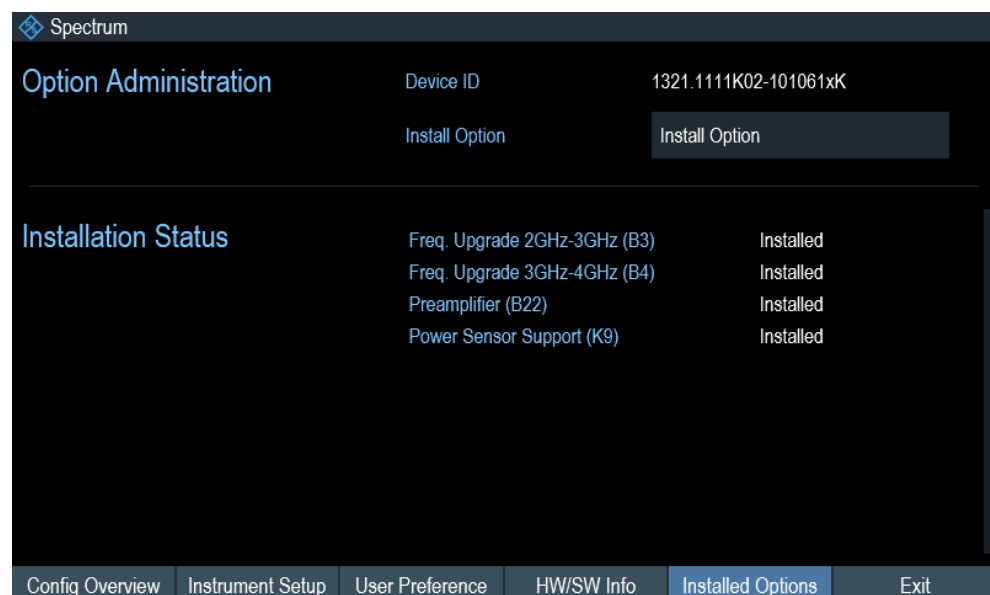 Spectrum
Option Administration
Device ID
1321.1111K02-101061xK
Install Option
Install Option
Installation Status
Freq. Upgrade 2GHz-3GHz (B3)
Installed
Freq. Upgrade 3GHz-4GHz (B4)
Installed
Preamplifier (B22)
Installed
Power Sensor Support (K9)
Installed
Config Overview
Instrument Setup
User Preference
HW/SW Info
Installed Options
Exit